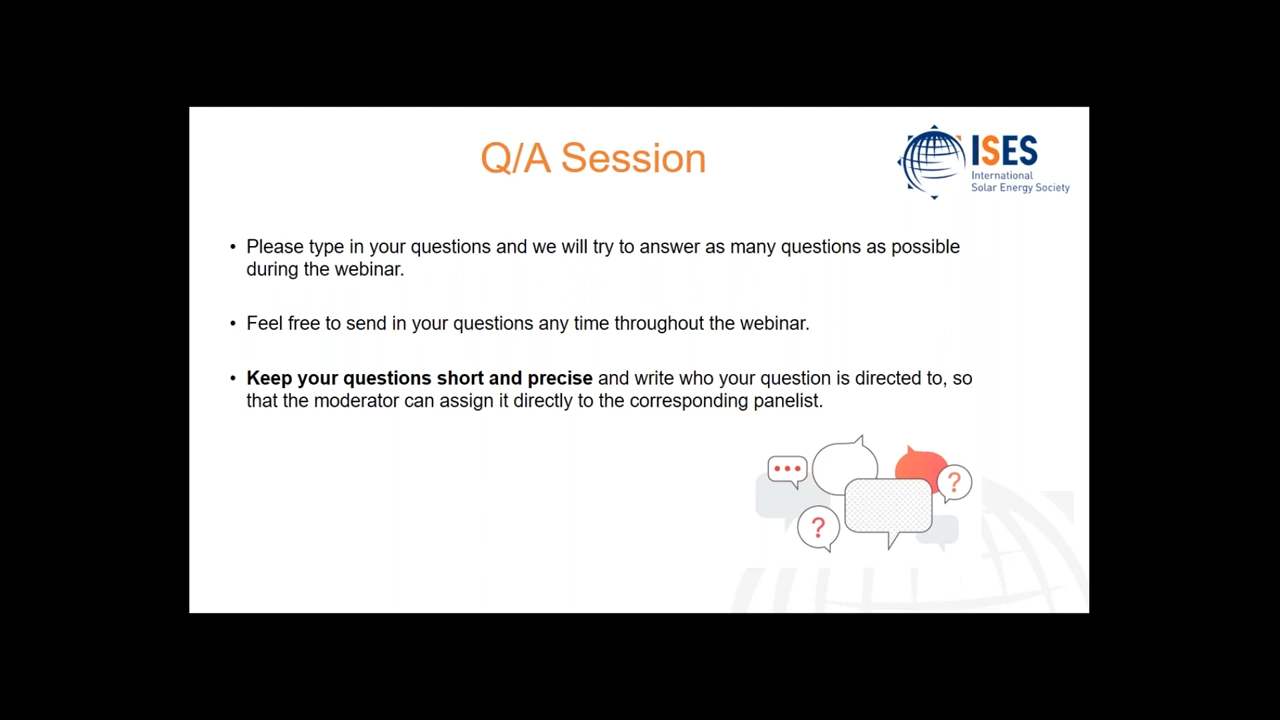 Q/A Session
ISES
International
Solar Energy Society
• Please type in your questions and we will try to answer as many questions as possible
during the webinar.
• Feel free to send in your questions any time throughout the webinar.
• Keep your questions short and precise and write who your question is directed to, so
that the moderator can assign it directly to the corresponding panelist.
?
?